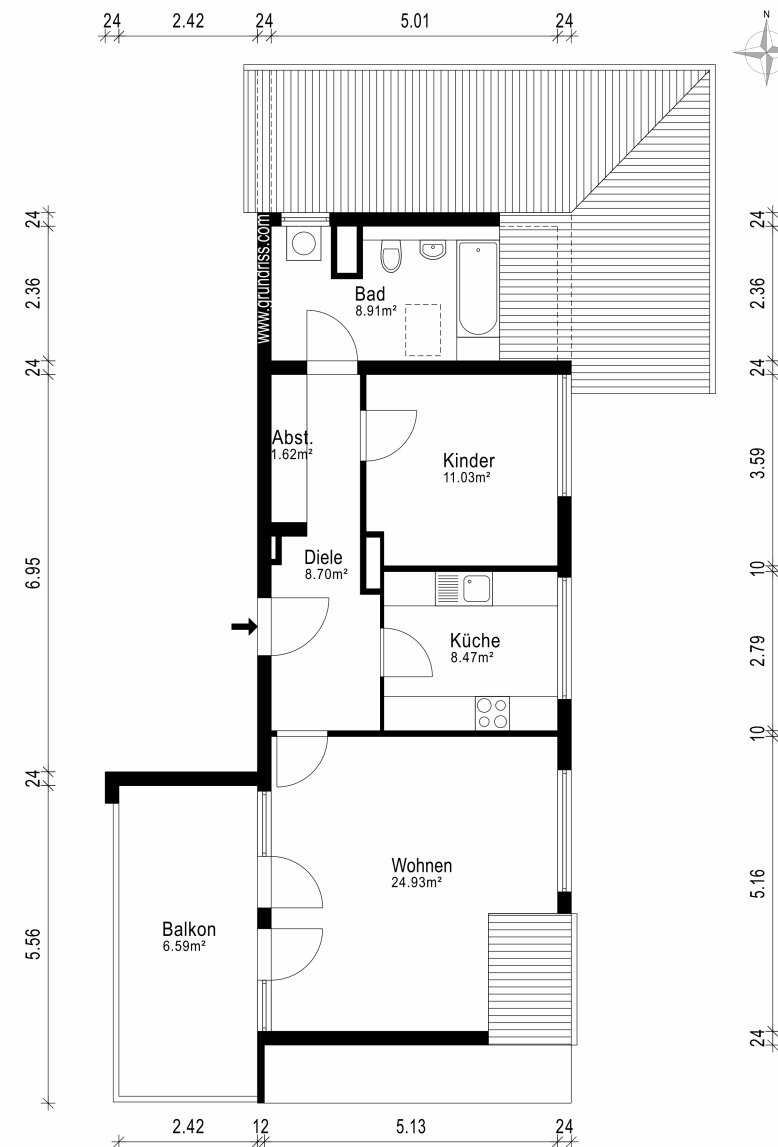 24 2.42 24 5.01 24
N
www.grundriss.com
24
2.36
24
6.95
24
5.56
24
2.36
24
3.59
10
2.79
10
5.16
24
Bad
8.91m²
Abst.
1.62m²
Kinder
11.03m²
Diele
8.70m²
Küche
8.47m²
Wohnen
24.93m²
Balkon
6.59m²
2.42 12 5.13 24